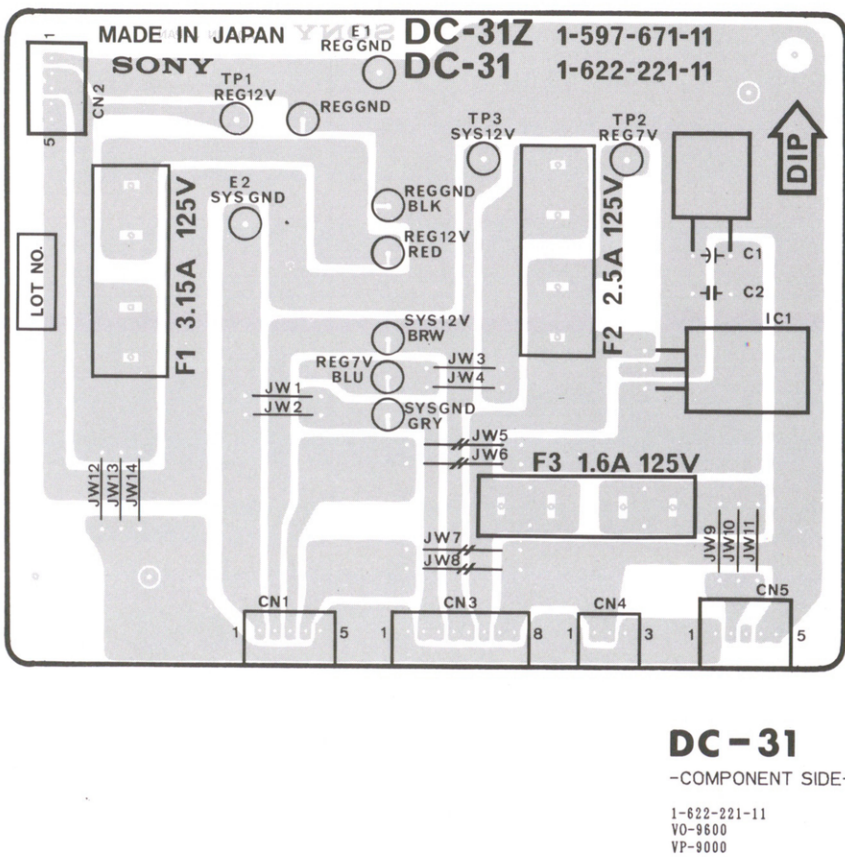 MADE IN JAPAN
SONY
E1
REG GND
DC-31Z 1-597-671-11
DC-31 1-622-221-11
1
CN2
5
TP1
REG12V
REGGND
TP3
SYS12V
TP2
REG7V
DIP
E2
SYS GND
REGGND
BLK
REG12V
RED
F1 3.15A 125V
F2 2.5A 125V
LOT NO.
C1
C2
IC1
SYS12V
BRW
REG7V
BLU
SYSGND
GRY
JW1
JW2
JW3
JW4
JW5
JW6
F3 1.6A 125V
JW12
JW13
JW14
JW7
JW8
JW9
JW10
JW11
CN1
1 5
CN3
1 8
CN4
1 3
CN5
1 5
DC-31
-COMPONENT SIDE-
1-622-221-11
VO-9600
VP-9000